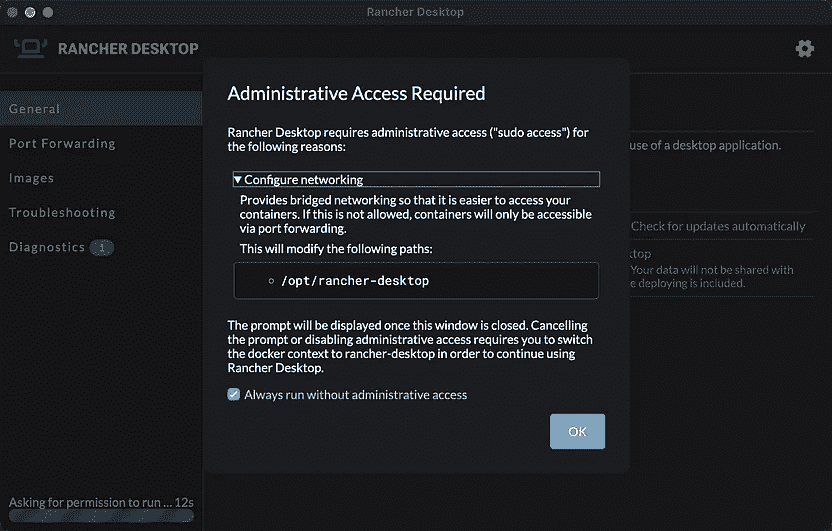 Rancher Desktop
RANCHER DESKTOP
General
Port Forwarding
Images
Troubleshooting
Diagnostics 1
Asking for permission to run ... 12s
Administrative Access Required
Rancher Desktop requires administrative access ("sudo access") for
the following reasons:
Configure networking
Provides bridged networking so that it is easier to access your
containers. If this is not allowed, containers will only be accessible
via port forwarding.
This will modify the following paths:
/opt/rancher-desktop
The prompt will be displayed once this window is closed. Cancelling
the prompt or disabling administrative access requires you to switch
the docker context to rancher-desktop in order to continue using
Rancher Desktop.
Always run without administrative access
OK
use of a desktop application.
Check for updates automatically
ktop
Your data will not be shared with
e deploying is included.